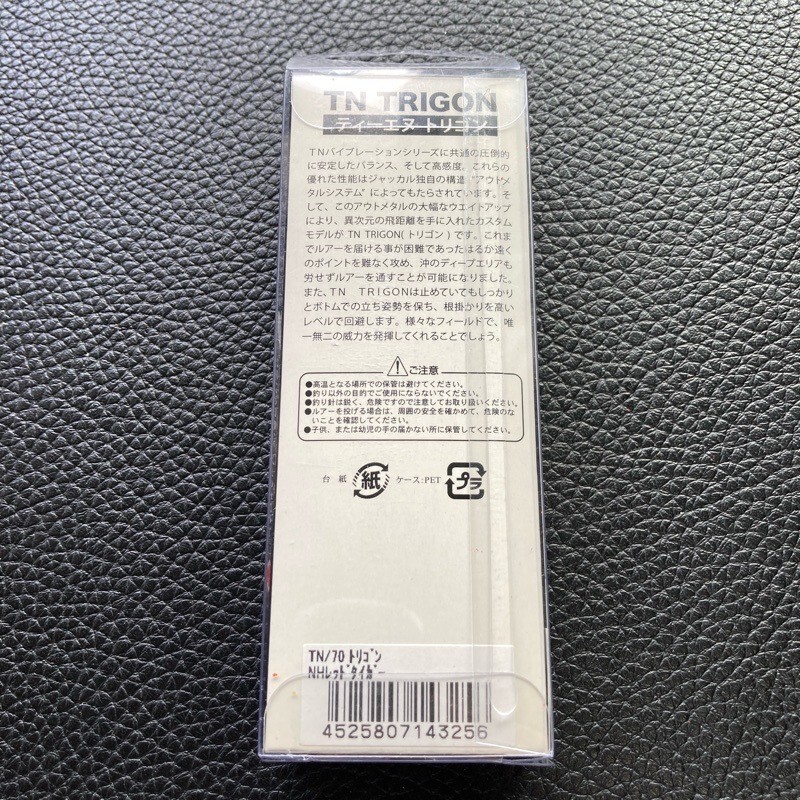 TN TRIGON
ティーエヌトリゴン
TNバイブレーションシリーズに共通の圧倒的
に安定したバランス、そして高感度。これらの
優れた性能はジャッカル独自の構造 "アウトメ
タルシステム" によってもたらされています。そ
して、このアウトメタルの大幅なウエイトアップ
により、異次元の飛距離を手に入れたカスタム
モデルが TN TRIGON(トリゴン)です。これま
でルアーを届ける事が困難であったはるか遠く
のポイントを難なく攻め、沖のディープエリアも
労せずルアーを通すことが可能になりました。
また、TN TRIGONは止めていてもしっかり
とボトムでの立ち姿勢を保ち、根掛かりを高い
レベルで回避します。様々なフィールドで、唯
一無二の威力を発揮してくれることでしょう。
ご注意
●高温となる場所での保管は避けてください。
●釣り以外の目的でご使用にならないでください。
●釣り針は鋭く、危険ですので注意してお取り扱いください。
●ルアーを投げる場合は、周囲の安全を確かめて、危険のな
いことを確認してください。
●子供、または幼児の手の届かない所に保管してください。
台 紙 紙 ケース:PET プラ
TN/70 トリゴン
NHレッドタイガー
4525807143256